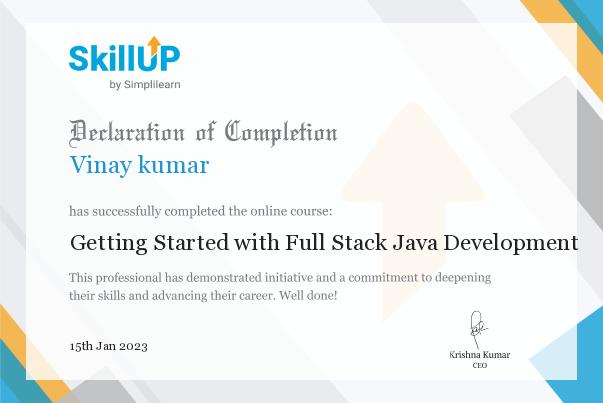 SkillUP
by Simplilearn
Declaration of Completion
Vinay kumar
has successfully completed the online course:
Getting Started with Full Stack Java Development
This professional has demonstrated initiative and a commitment to deepening
their skills and advancing their career. Well done!
15th Jan 2023
Krishna Kumar
CEO